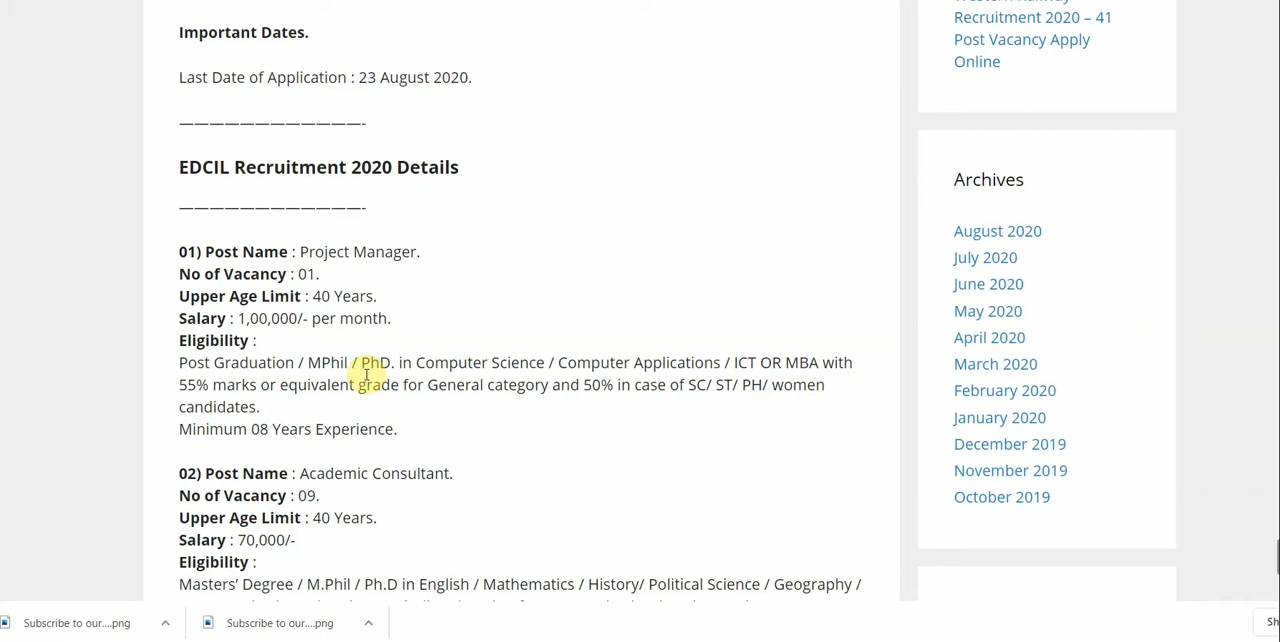 Important Dates.
Last Date of Application : 23 August 2020.
————————————-
EDCIL Recruitment 2020 Details
————————————-
01) Post Name : Project Manager.
No of Vacancy : 01.
Upper Age Limit : 40 Years.
Salary : 1,00,000/- per month.
Eligibility :
Post Graduation / MPhil / PhD. in Computer Science / Computer Applications / ICT OR MBA with
55% marks or equivalent grade for General category and 50% in case of SC/ ST/ PH/ women
candidates.
Minimum 08 Years Experience.
02) Post Name : Academic Consultant.
No of Vacancy : 09.
Upper Age Limit : 40 Years.
Salary : 70,000/-
Eligibility :
Masters’ Degree / M.Phil / Ph.D in English / Mathematics / History/ Political Science / Geography /
Recruitment 2020 – 41
Post Vacancy Apply
Online
Archives
August 2020
July 2020
June 2020
May 2020
April 2020
March 2020
February 2020
January 2020
December 2019
November 2019
October 2019
Subscribe to our....png
Subscribe to our....png